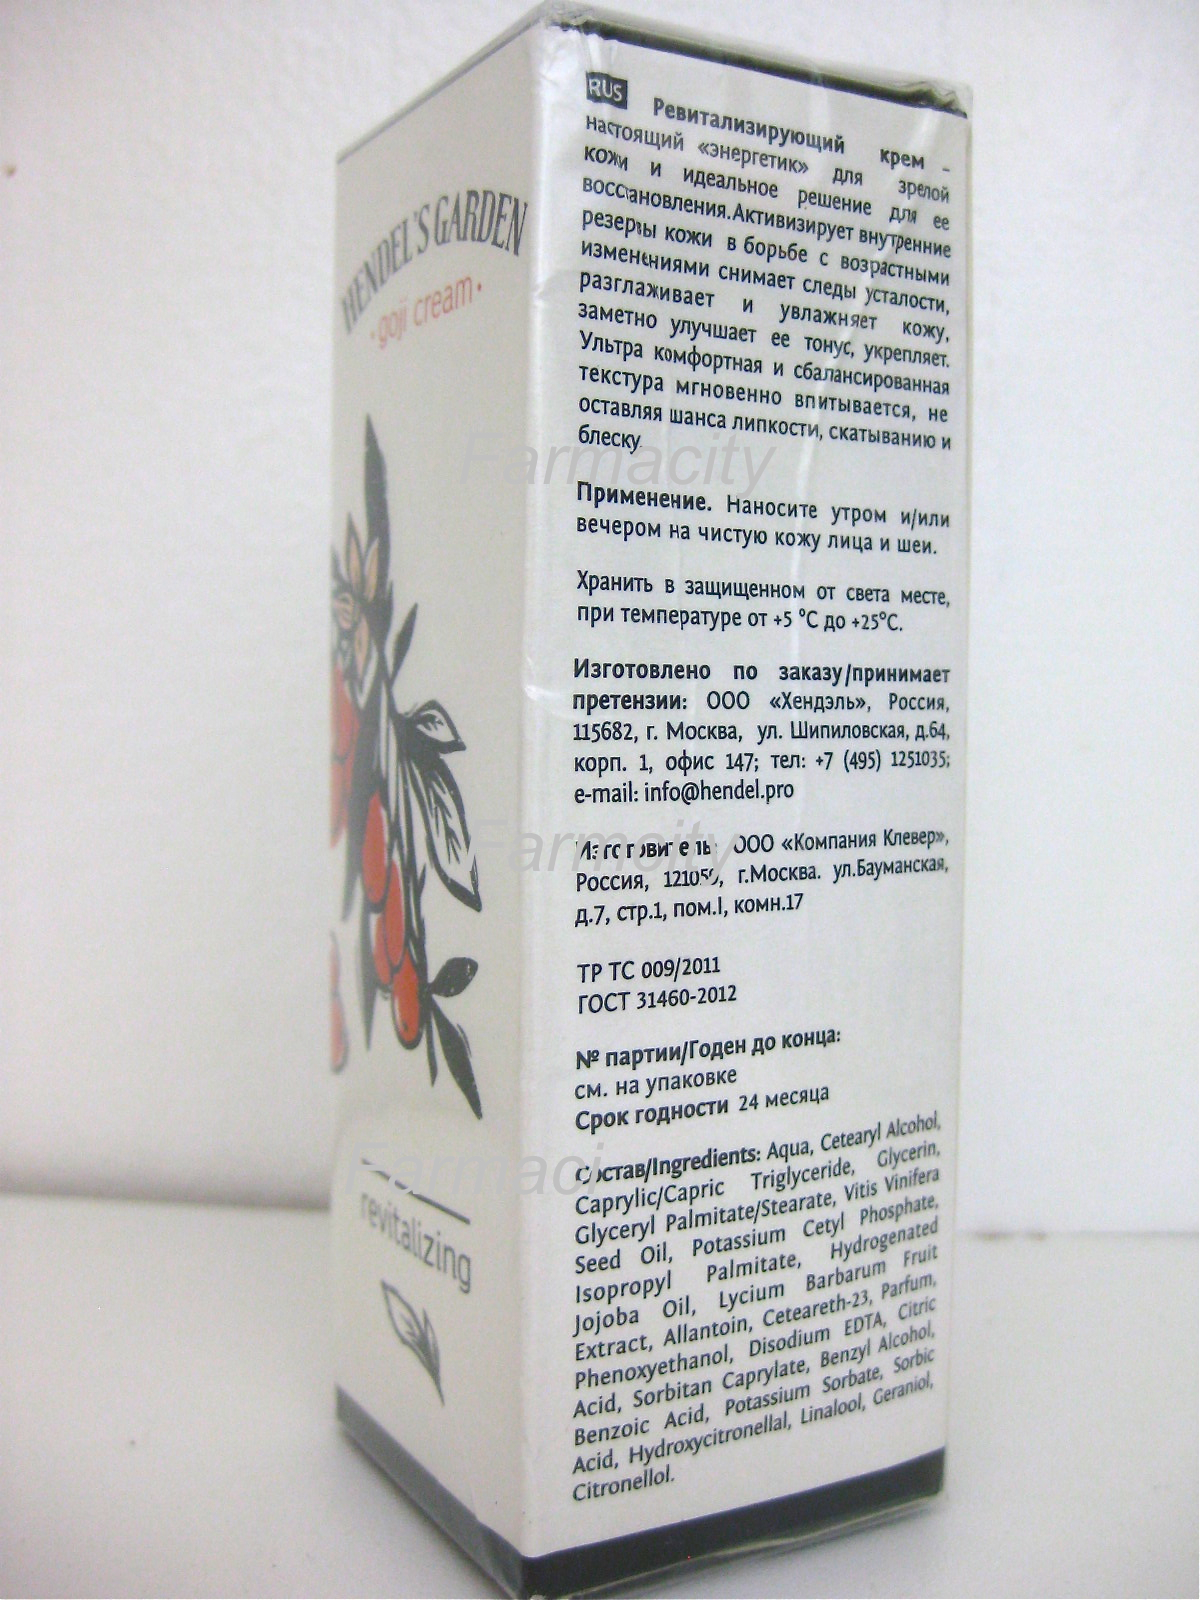 HENDEL'S GARDEN
·goji cream·
revitalizing
RUS Ревитализирующий крем –
настоящий «энергетик» для зрелой
кожи и идеальное решение для ее
восстановления.Активизирует внутренние
резервы кожи в борьбе с возрастными
изменениями снимает следы усталости,
разглаживает и увлажняет кожу,
заметно улучшает ее тонус, укрепляет.
Ультра комфортная и сбалансированная
текстура мгновенно впитывается, не
оставляя шанса липкости, скатыванию и
блеску.
Применение. Наносите утром и/или
вечером на чистую кожу лица и шеи.
Хранить в защищенном от света месте,
при температуре от +5 °C до +25°C.
Изготовлено по заказу/принимает
претензии: ООО «Хендэль», Россия,
115682, г. Москва, ул. Шипиловская, д.64,
корп. 1, офис 147; тел: +7 (495) 1251035;
e-mail: info@hendel.pro
ООО «Компания Клевер»,
Россия, г.Москва. ул.Бауманская,
д.7, стр.1, пом.I, комн.17
ТР ТС 009/2011
ГОСТ 31460-2012
№ партии/Годен до конца:
см. на упаковке
Срок годности 24 месяца
Состав/Ingredients: Aqua, Cetearyl Alcohol,
Caprylic/Capric Triglyceride, Glycerin,
Glyceryl Palmitate/Stearate, Vitis Vinifera
Seed Oil, Potassium Cetyl Phosphate,
Isopropyl Palmitate, Hydrogenated
Jojoba Oil, Lycium Barbarum Fruit
Extract, Allantoin, Ceteareth-23, Parfum,
Phenoxyethanol, Disodium EDTA, Citric
Acid, Sorbitan Caprylate, Benzyl Alcohol,
Benzoic Acid, Potassium Sorbate, Sorbic
Acid, Hydroxycitronellal, Linalool, Geraniol,
Citronellol.
Farmacity
Farmcity
Farmaci